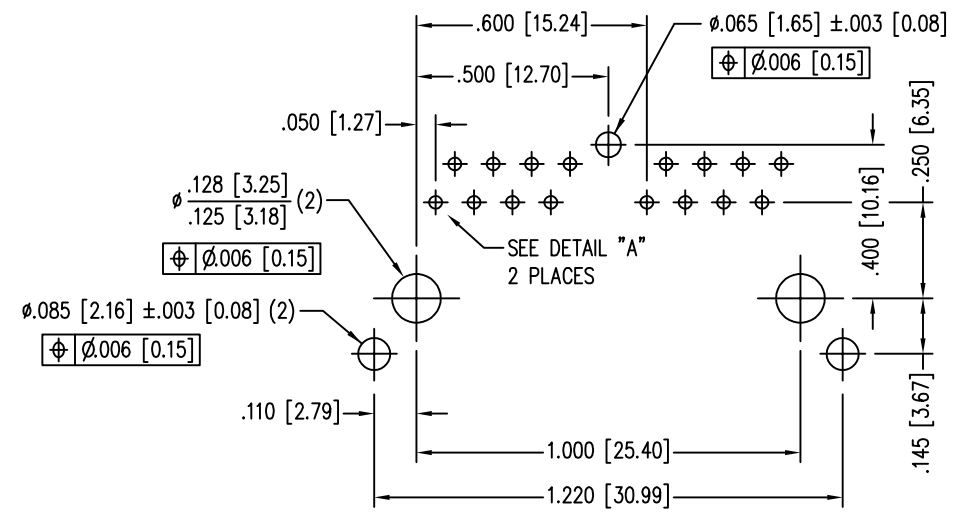 .600 [15.24]
ø.065 [1.65] ±.003 [0.08]
⌖ Ø.006 [0.15]
.500 [12.70]
.050 [1.27]
.250 [6.35]
.400 [10.16]
ø .128 [3.25]
.125 [3.18] (2)
⌖ Ø.006 [0.15]
SEE DETAIL "A"
2 PLACES
ø.085 [2.16] ±.003 [0.08] (2)
⌖ Ø.006 [0.15]
.110 [2.79]
.145 [3.67]
1.000 [25.40]
1.220 [30.99]